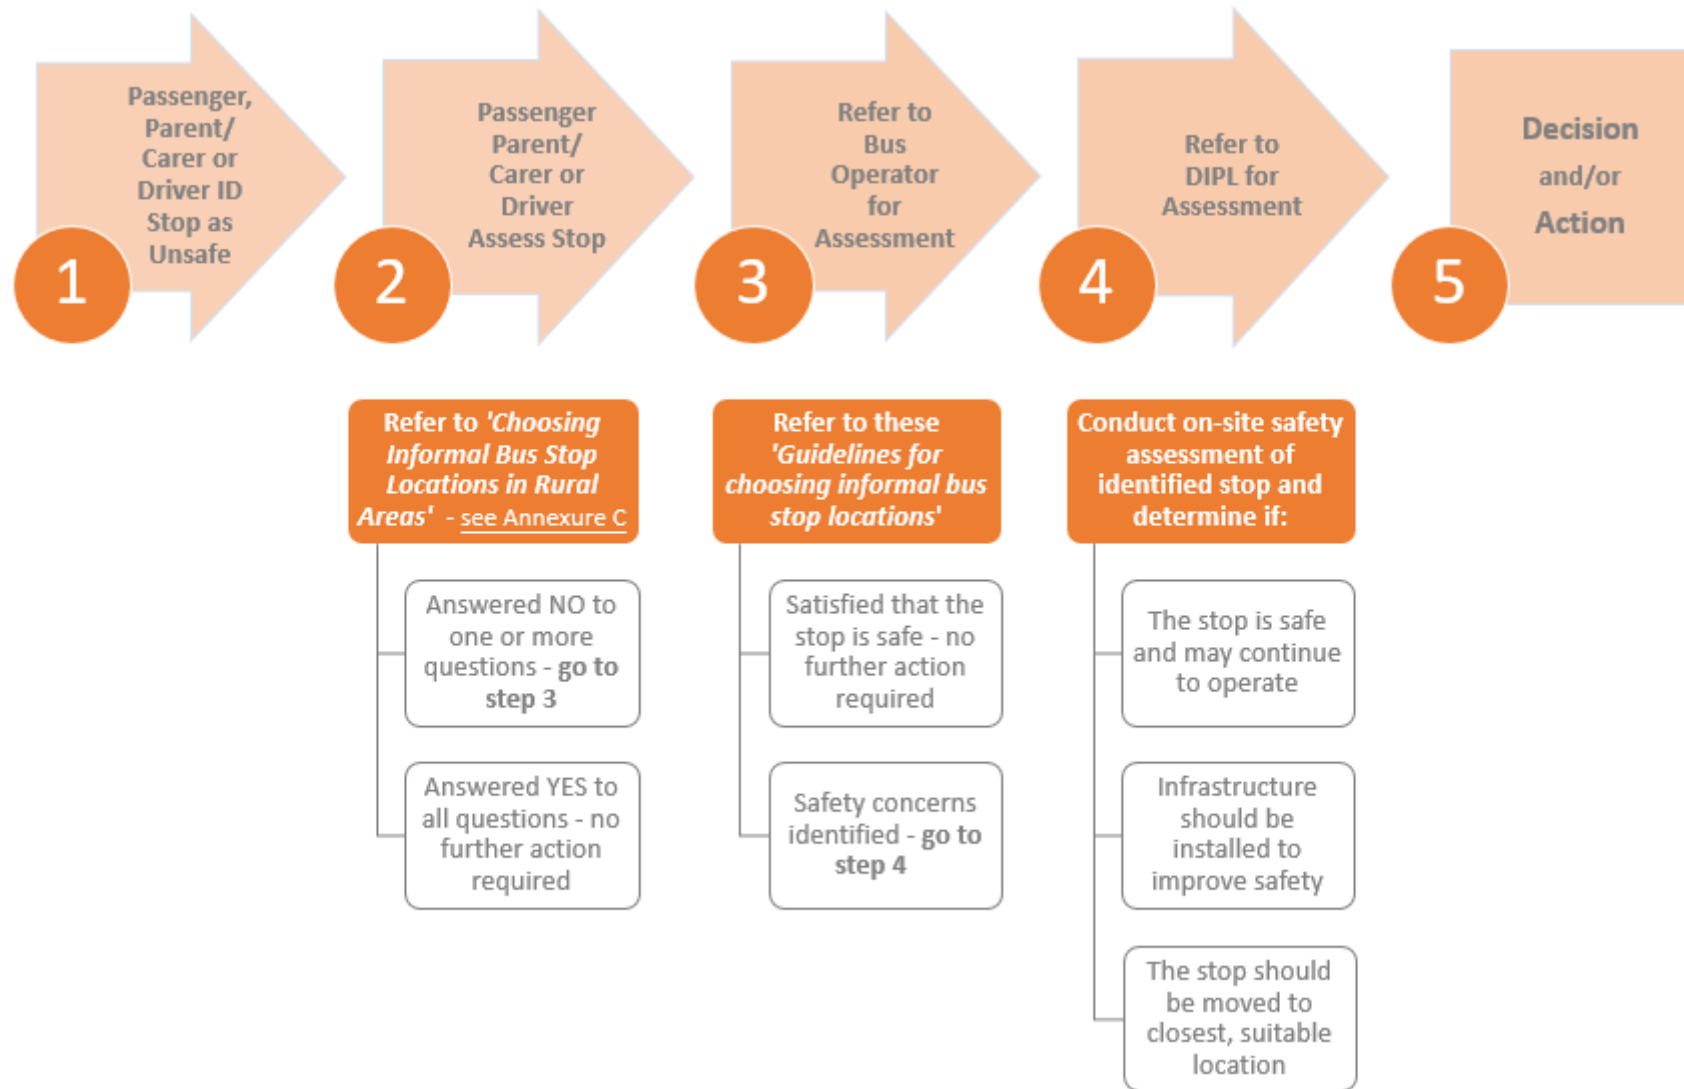 Passenger,
Parent/
Carer or
Driver ID
Stop as
Unsafe
1
Passenger
Parent/
Carer or
Driver
Assess Stop
2
Refer to
Bus
Operator
for
Assessment
3
Refer to
DIPL for
Assessment
4
Decision
and/or
Action
5
Refer to 'Choosing
Informal Bus Stop
Locations in Rural
Areas' - see Annexure C
Answered NO to
one or more
questions - go to
step 3
Answered YES to
all questions - no
further action
required
Refer to these
'Guidelines for
choosing informal bus
stop locations'
Satisfied that the
stop is safe - no
further action
required
Safety concerns
identified - go to
step 4
Conduct on-site safety
assessment of
identified stop and
determine if:
The stop is safe
and may continue
to operate
Infrastructure
should be
installed to
improve safety
The stop should
be moved to
closest, suitable
location